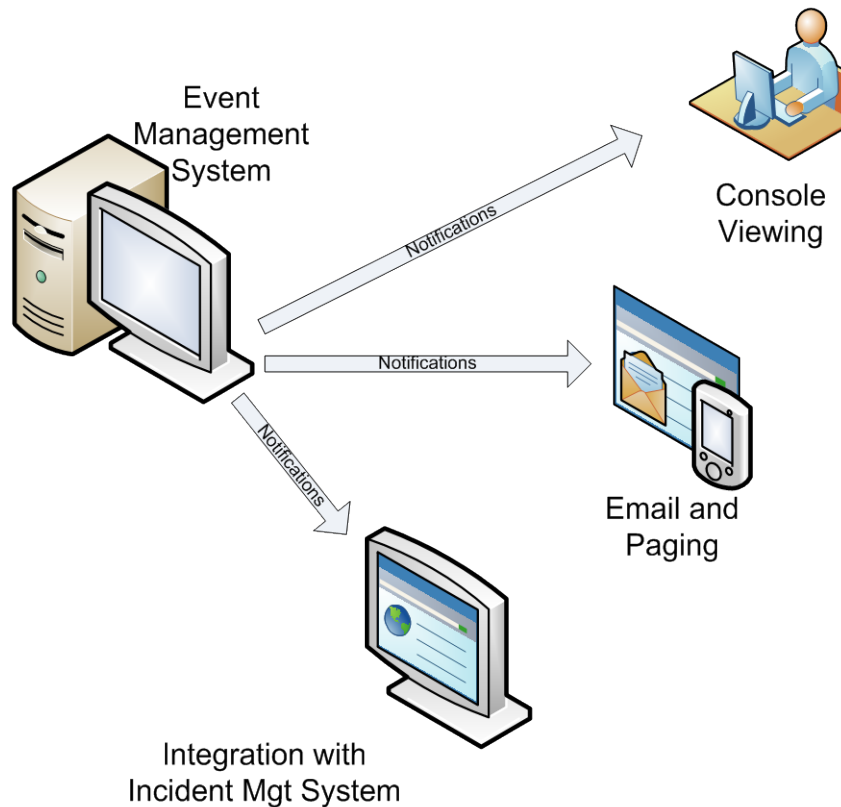 Event
Management
System
Notifications
Console
Viewing
Notifications
Email and
Paging
Notifications
Integration with
Incident Mgt System